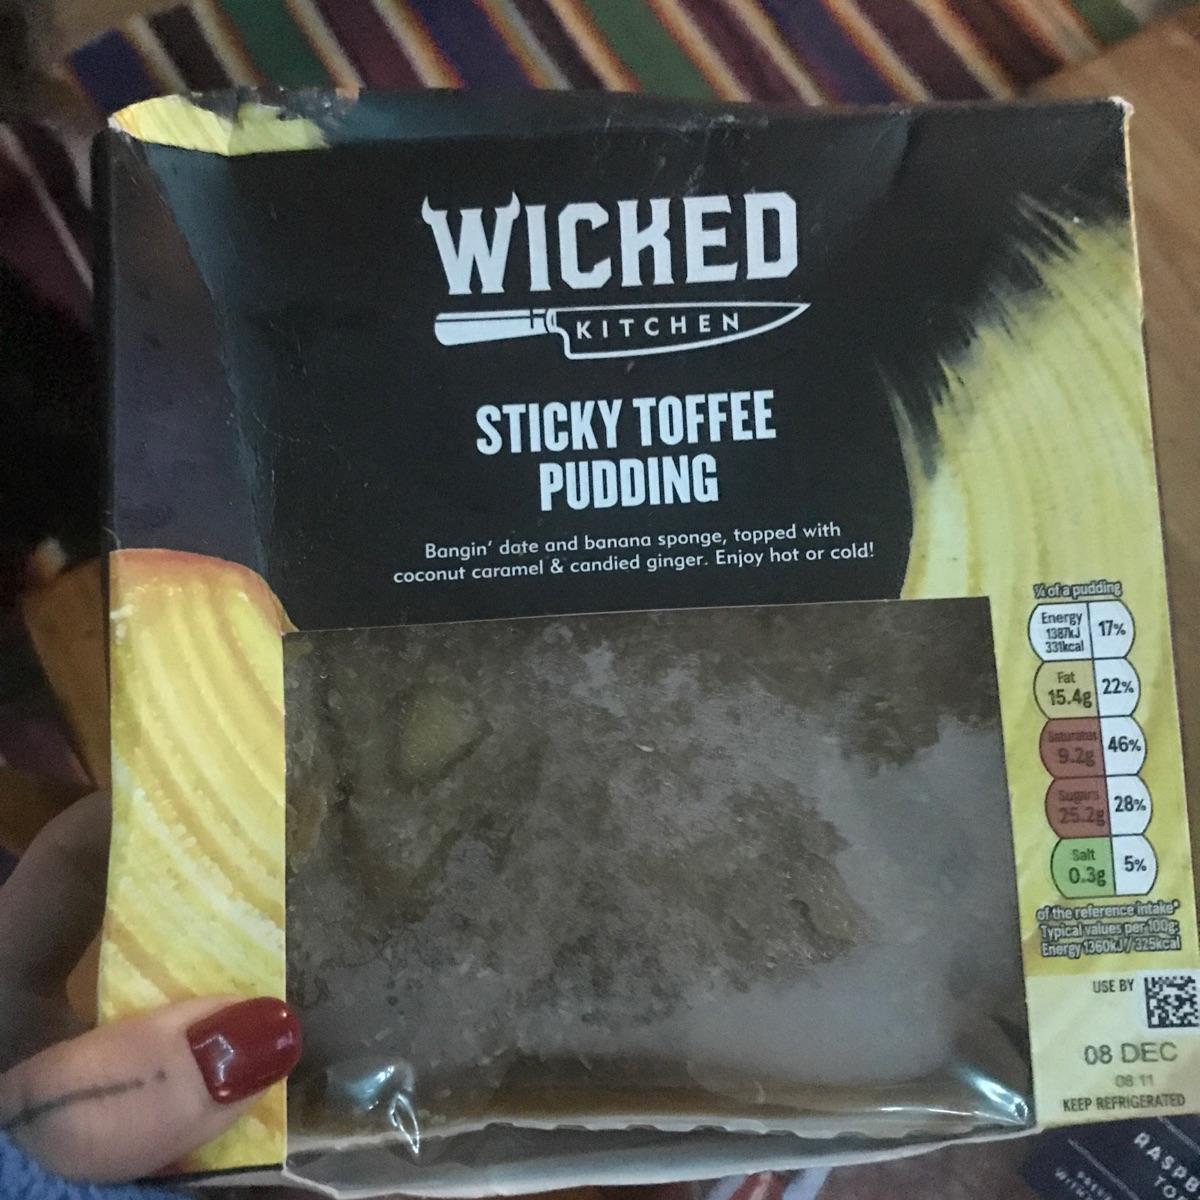 WICKED
KITCHEN
STICKY TOFFEE
PUDDING
Bangin' date and banana sponge, topped with
coconut caramel & candied ginger. Enjoy hot or cold!
½ of a pudding
Energy
1387kJ
331kcal
17%
Fat
15.4g
22%
Saturates
9.2g
46%
Sugars
25.2g
28%
Salt
0.3g
5%
of the reference intake*
Typical values per 100g:
Energy 1360kJ / 325kcal
USE BY
08 DEC
08:11
KEEP REFRIGERATED